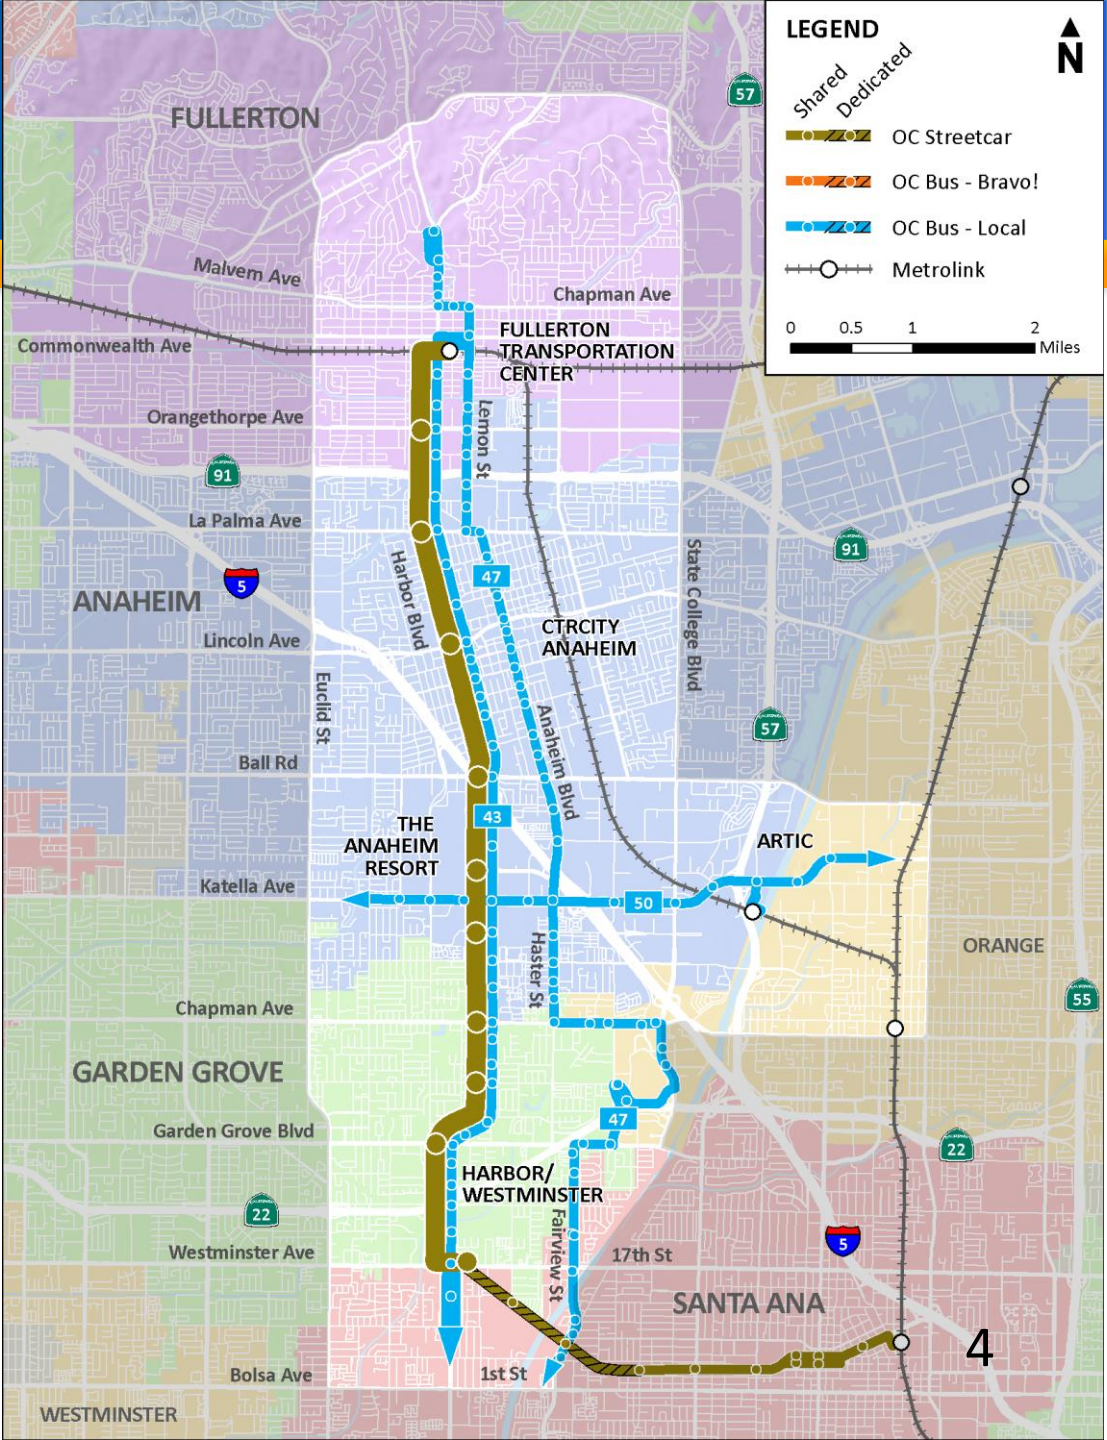 LEGEND
N
Shared
Dedicated
OC Streetcar
OC Bus - Bravo!
OC Bus - Local
Metrolink
0 0.5 1 2
Miles
57
FULLERTON
Malvern Ave
Chapman Ave
FULLERTON
TRANSPORTATION
CENTER
Commonwealth Ave
Orangethorpe Ave
Lemon St
91
La Palma Ave
Harbor Blvd
47
State College Blvd
91
5
ANAHEIM
Lincoln Ave
CTRCITY
ANAHEIM
Euclid St
57
Anaheim Blvd
Ball Rd
43
THE
ANAHEIM
RESORT
ARTIC
Katella Ave
50
Haster St
ORANGE
55
Chapman Ave
GARDEN GROVE
47
Garden Grove Blvd
22
HARBOR/
WESTMINSTER
22
Fairview St
Westminster Ave
17th St
5
SANTA ANA
4
Bolsa Ave
1st St
WESTMINSTER